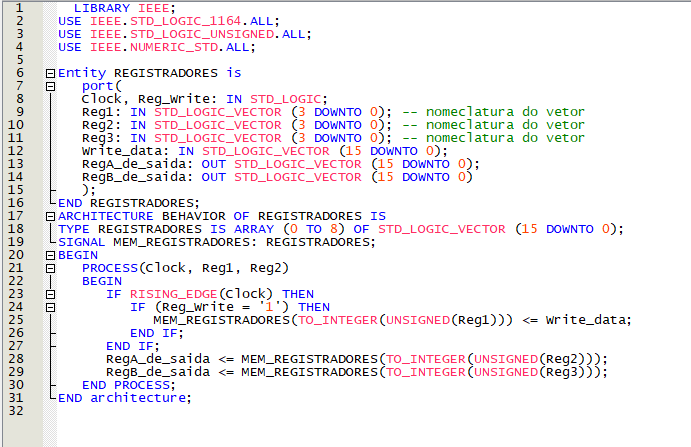 1 LIBRARY IEEE;
2 USE IEEE.STD_LOGIC_1164.ALL;
3 USE IEEE.STD_LOGIC_UNSIGNED.ALL;
4 USE IEEE.NUMERIC_STD.ALL;
5
6 Entity REGISTRADORES is
7 port(
8 Clock, Reg_Write: IN STD_LOGIC;
9 Reg1: IN STD_LOGIC_VECTOR (3 DOWNTO 0); -- nomeclatura do vetor
10 Reg2: IN STD_LOGIC_VECTOR (3 DOWNTO 0); -- nomeclatura do vetor
11 Reg3: IN STD_LOGIC_VECTOR (3 DOWNTO 0); -- nomeclatura do vetor
12 Write_data: IN STD_LOGIC_VECTOR (15 DOWNTO 0);
13 RegA_de_saida: OUT STD_LOGIC_VECTOR (15 DOWNTO 0);
14 RegB_de_saida: OUT STD_LOGIC_VECTOR (15 DOWNTO 0)
15 );
16 END REGISTRADORES;
17 ARCHITECTURE BEHAVIOR OF REGISTRADORES IS
18 TYPE REGISTRADORES IS ARRAY (0 TO 8) OF STD_LOGIC_VECTOR (15 DOWNTO 0);
19 SIGNAL MEM_REGISTRADORES: REGISTRADORES;
20 BEGIN
21 PROCESS(Clock, Reg1, Reg2)
22 BEGIN
23 IF RISING_EDGE(Clock) THEN
24 IF (Reg_Write = '1') THEN
25 MEM_REGISTRADORES(TO_INTEGER(UNSIGNED(Reg1))) <= Write_data;
26 END IF;
27 END IF;
28 RegA_de_saida <= MEM_REGISTRADORES(TO_INTEGER(UNSIGNED(Reg2)));
29 RegB_de_saida <= MEM_REGISTRADORES(TO_INTEGER(UNSIGNED(Reg3)));
30 END PROCESS;
31 END architecture;
32